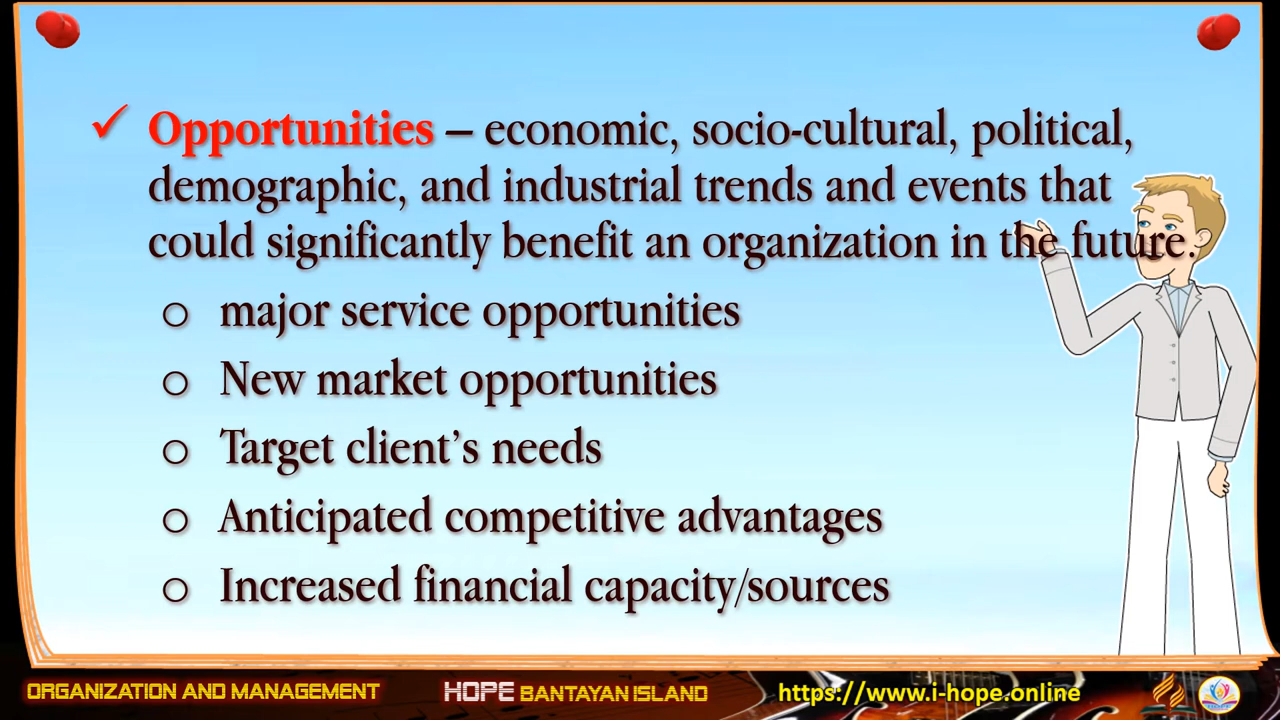 ✓ Opportunities – economic, socio-cultural, political,
demographic, and industrial trends and events that
could significantly benefit an organization in the future.
o major service opportunities
o New market opportunities
o Target client’s needs
o Anticipated competitive advantages
o Increased financial capacity/sources
ORGANIZATION AND MANAGEMENT HOPE BANTAYAN ISLAND https://www.i-hope.online